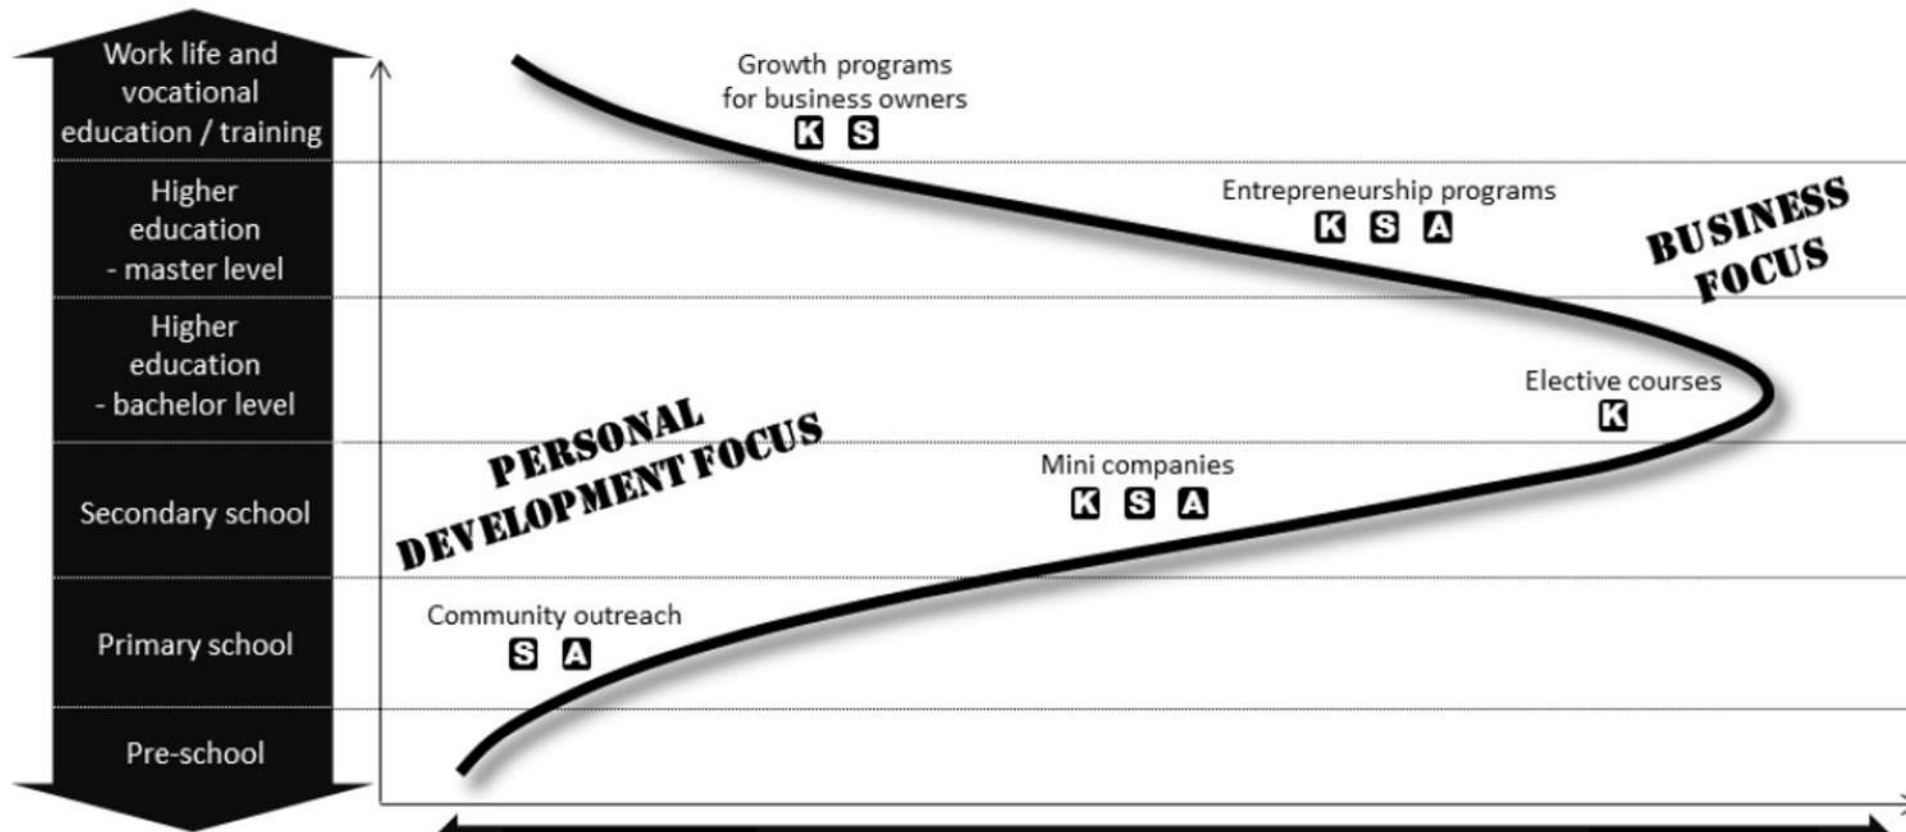 Work life and
vocational
education / training
Higher
education
- master level
Higher
education
- bachelor level
Secondary school
Primary school
Pre-school
Growth programs
for business owners
K S
Entrepreneurship programs
K S A
BUSINESS
FOCUS
Elective courses
K
PERSONAL
DEVELOPMENT FOCUS
Mini companies
K S A
Community outreach
S A